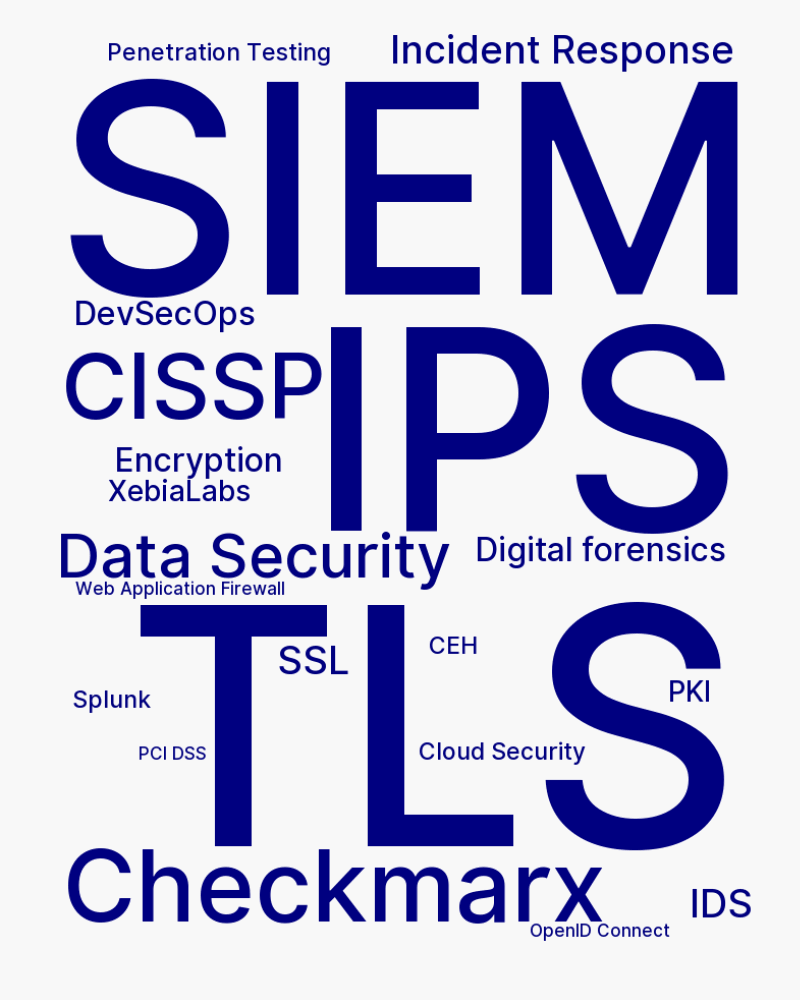 Penetration Testing
Incident Response
SIEM
DevSecOps
IPS
CISSP
Encryption
XebiaLabs
Data Security
Digital forensics
Web Application Firewall
TLS
SSL
CEH
PKI
Splunk
PCI DSS
Cloud Security
Checkmarx
IDS
OpenID Connect